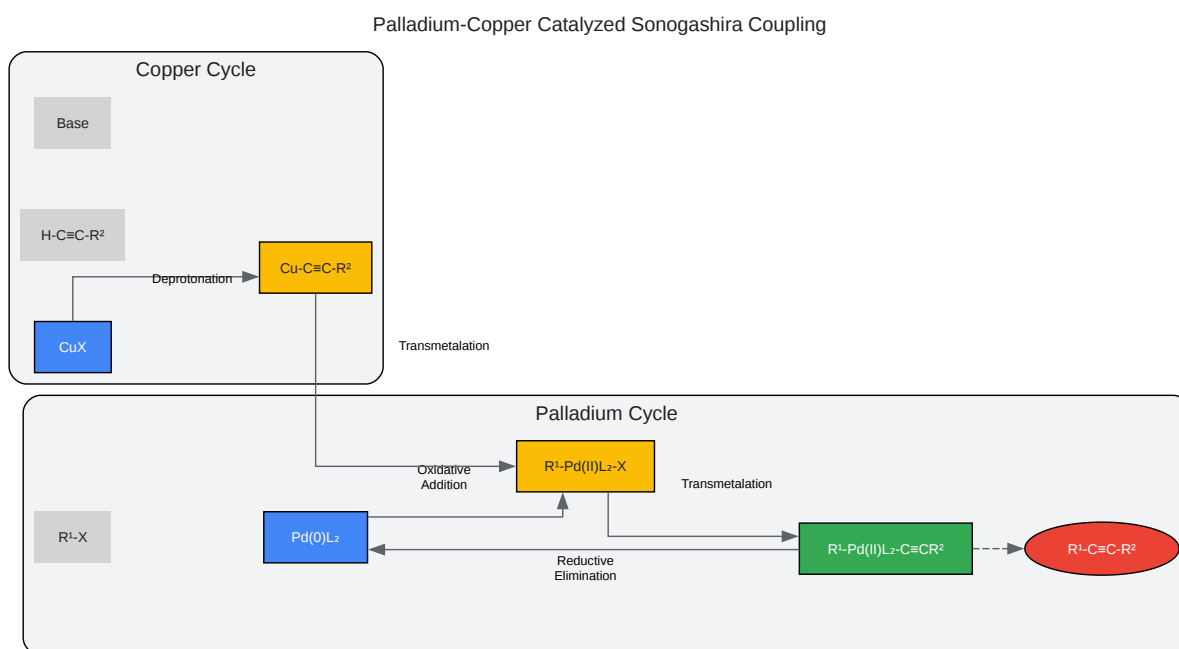 Palladium-Copper Catalyzed Sonogashira Coupling
Copper Cycle
Base
H-C≡C-R²
Cu-C≡C-R²
Deprotonation
CuX
Transmetalation
Palladium Cycle
R¹-Pd(II)L₂-X
Oxidative
Addition
Transmetalation
R¹-X
Pd(0)L₂
R¹-Pd(II)L₂-C≡CR²
R¹-C≡C-R²
Reductive
Elimination